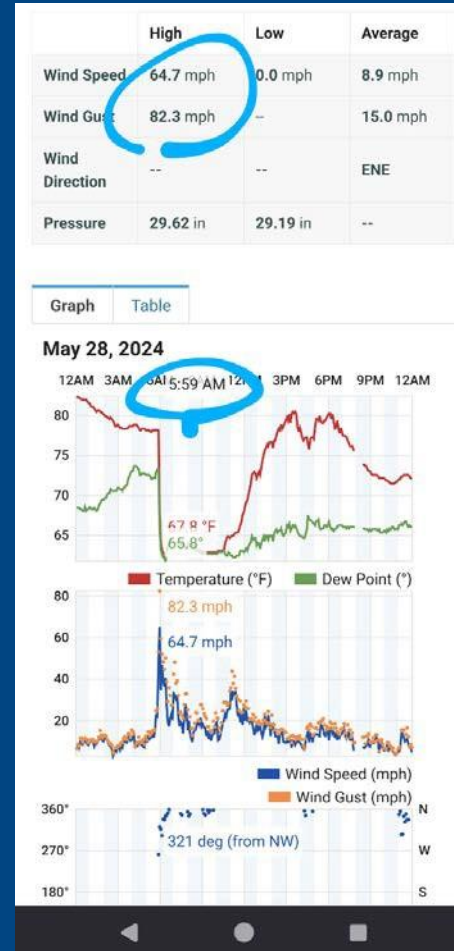 High Low Average
Wind Speed 64.7 mph 0.0 mph 8.9 mph
Wind Gust 82.3 mph -- 15.0 mph
Wind Direction -- -- ENE
Pressure 29.62 in 29.19 in --
Graph Table
May 28, 2024
12AM 3AM 5:59 AM 3PM 6PM 9PM 12AM
80
75
70
65
67.8 °F
65.8°
Temperature (°F) Dew Point (°)
80
60
40
20
82.3 mph
64.7 mph
Wind Speed (mph)
Wind Gust (mph)
360° N
270° W
180° S
321 deg (from NW)